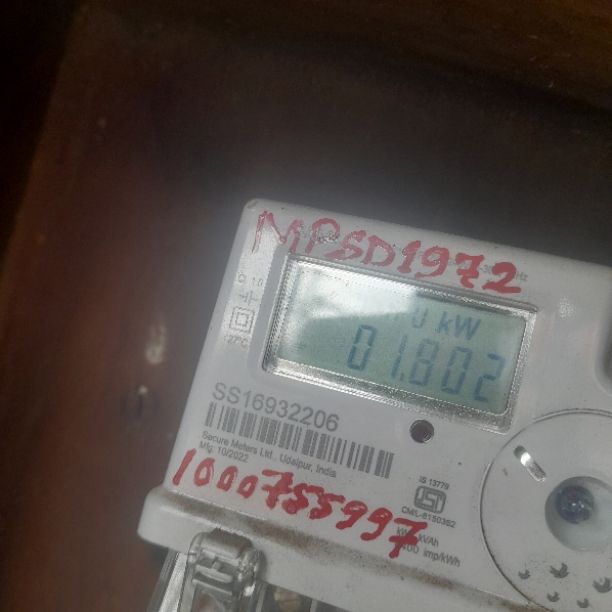 MPSD1972
U kW
01.802
SS16932206
Secure Meters Ltd., Udaipur, India.
Mfg. 10/2022
IS 13779
CM/L-8150362
imp/kWh
1000755997